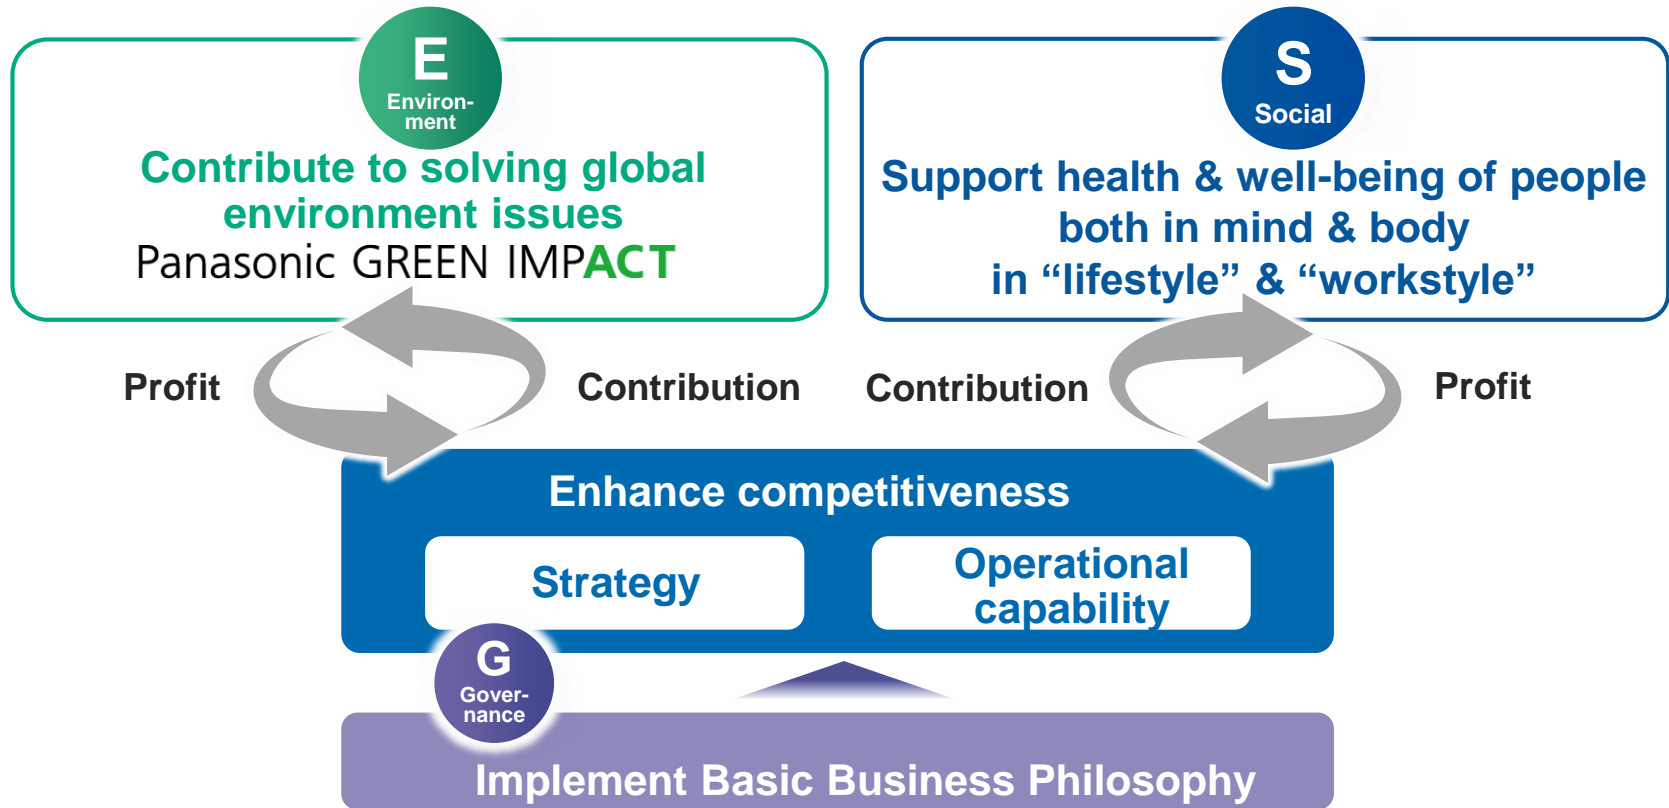 E
Environ-
ment
Contribute to solving global
environment issues
Panasonic GREEN IMPACT
S
Social
Support health & well-being of people
both in mind & body
in “lifestyle” & “workstyle”
Profit
Contribution
Contribution
Profit
Enhance competitiveness
Strategy
Operational
capability
G
Gover-
nance
Implement Basic Business Philosophy